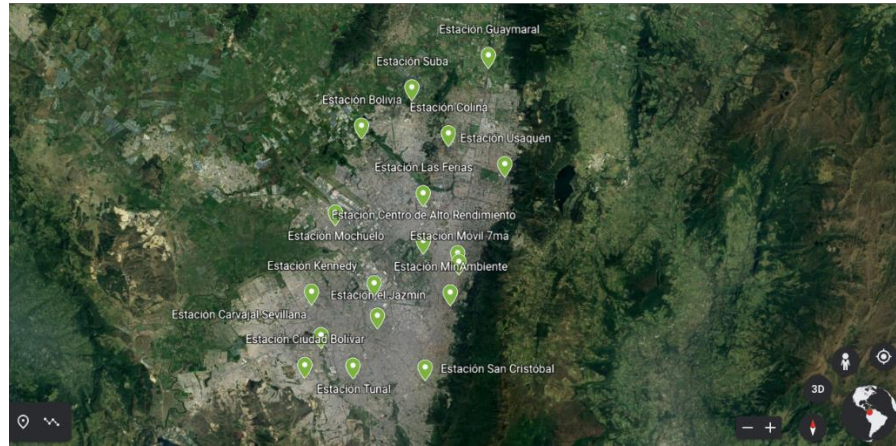 Estación Guaymaral
Estación Suba
Estación Bolivia
Estación Colina
Estación Usaquén
Estación Las Ferias
Estación Centro de Alto Rendimiento
Estación Mochuelo
Estación Móvil 7ma
Estación Kennedy
Estación MinAmbiente
Estación el Jazmín
Estación Carvajal Sevillana
Estación Ciudad Bolívar
Estación San Cristóbal
Estación Tunal
3D